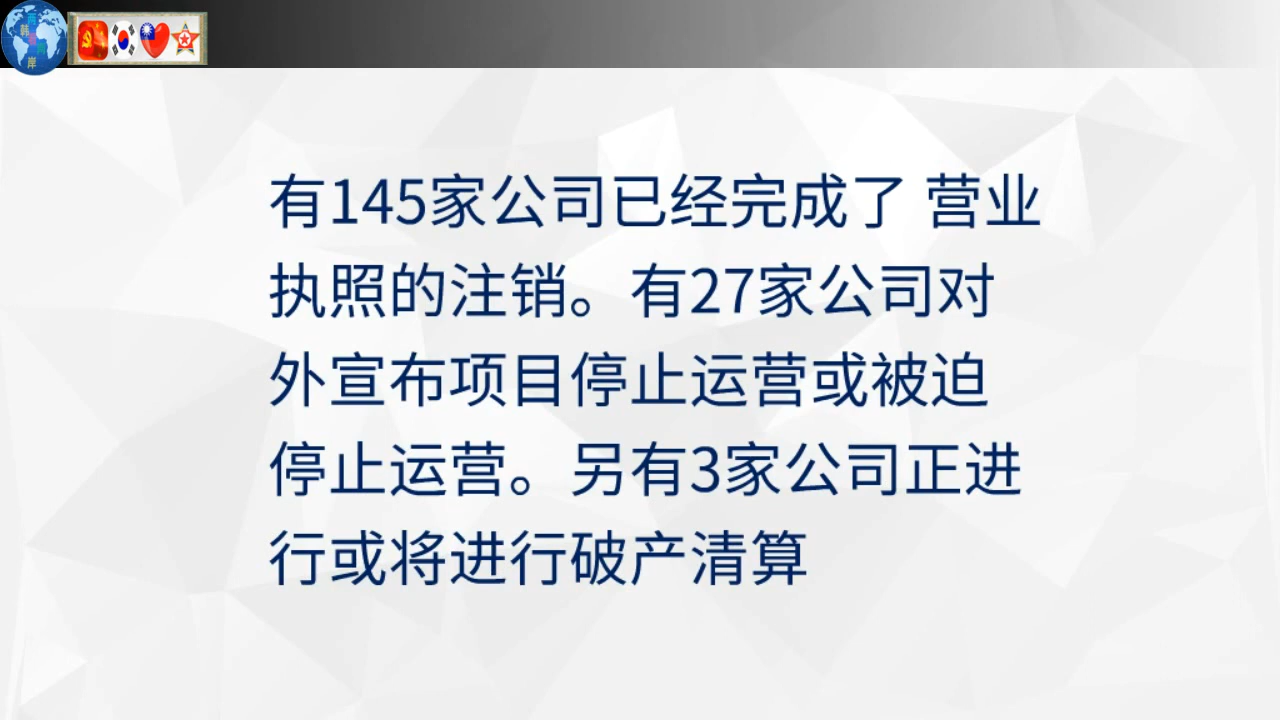 有145家公司已经完成了 营业
执照的注销。有27家公司对
外宣布项目停止运营或被迫
停止运营。另有3家公司正进
行或将进行破产清算